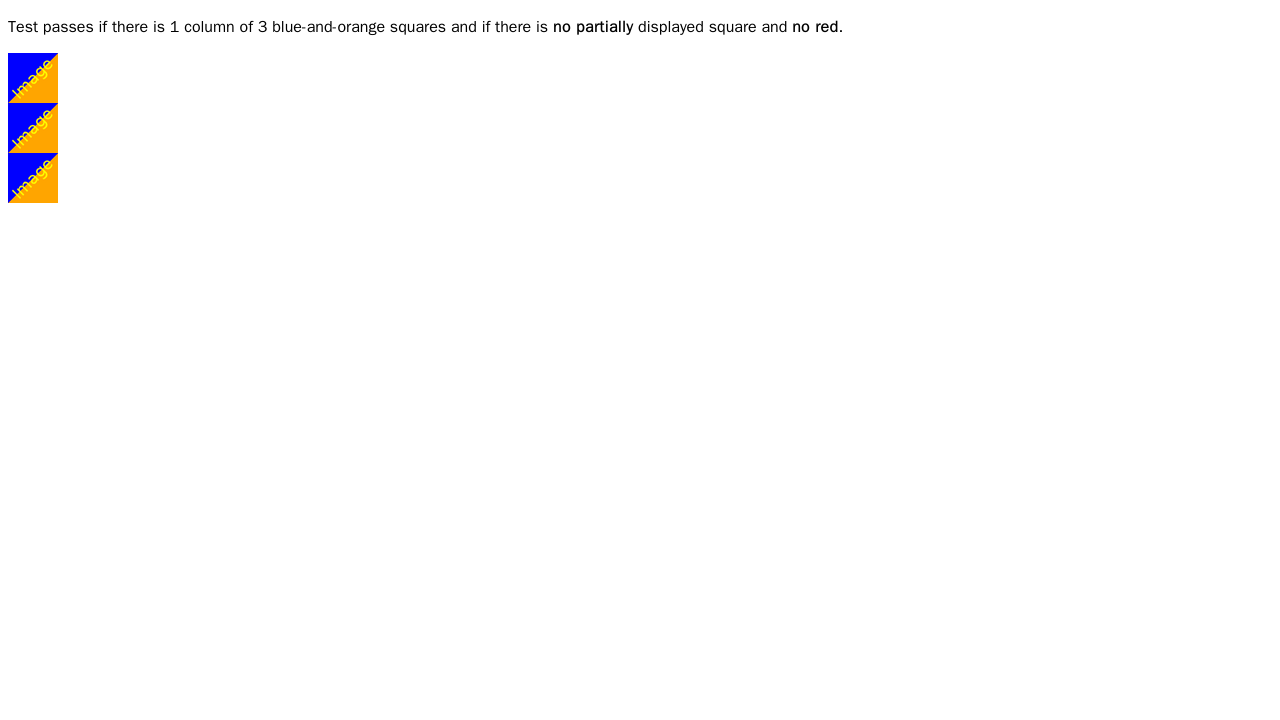 Test passes if there is 1 column of 3 blue-and-orange squares and if there is no partially displayed square and no red.
Image
Image
Image